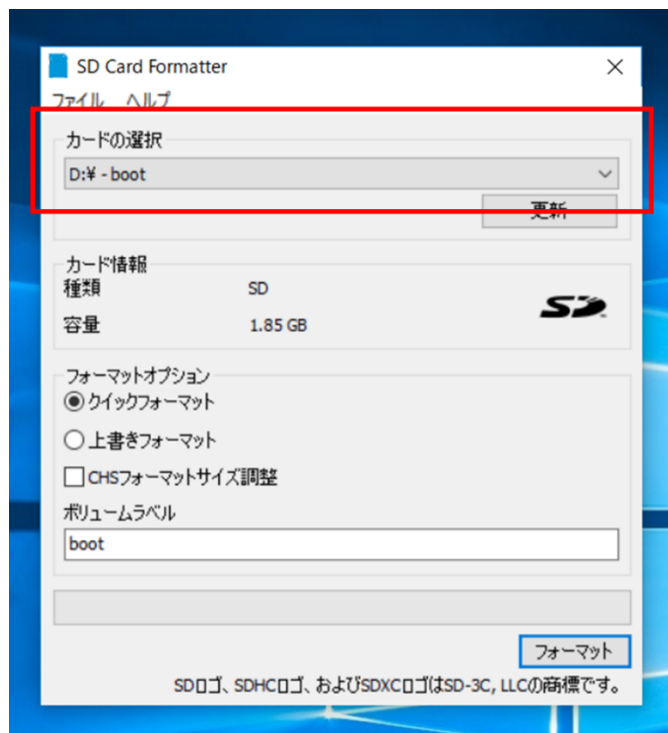 SD Card Formatter
ファイル ヘルプ
カードの選択
D:¥ - boot
更新
カード情報
種類 SD
SD
容量 1.85 GB
フォーマットオプション
クイックフォーマット
上書きフォーマット
CHSフォーマットサイズ調整
ボリュームラベル
boot
フォーマット
SDロゴ、SDHCロゴ、およびSDXCロゴはSD-3C, LLCの商標です。